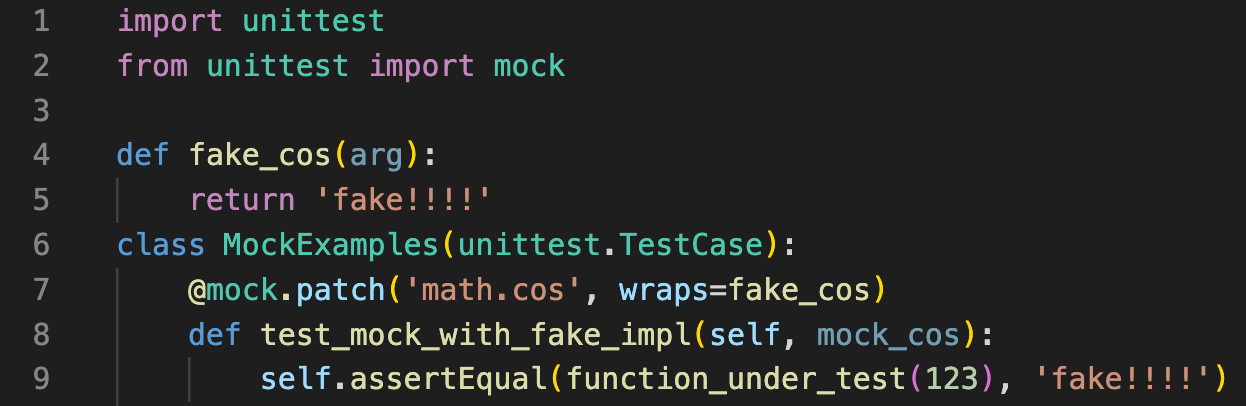 1 import unittest
2 from unittest import mock
3
4 def fake_cos(arg):
5     return 'fake!!!!'
6 class MockExamples(unittest.TestCase):
7     @mock.patch('math.cos', wraps=fake_cos)
8     def test_mock_with_fake_impl(self, mock_cos):
9         self.assertEqual(function_under_test(123), 'fake!!!!')